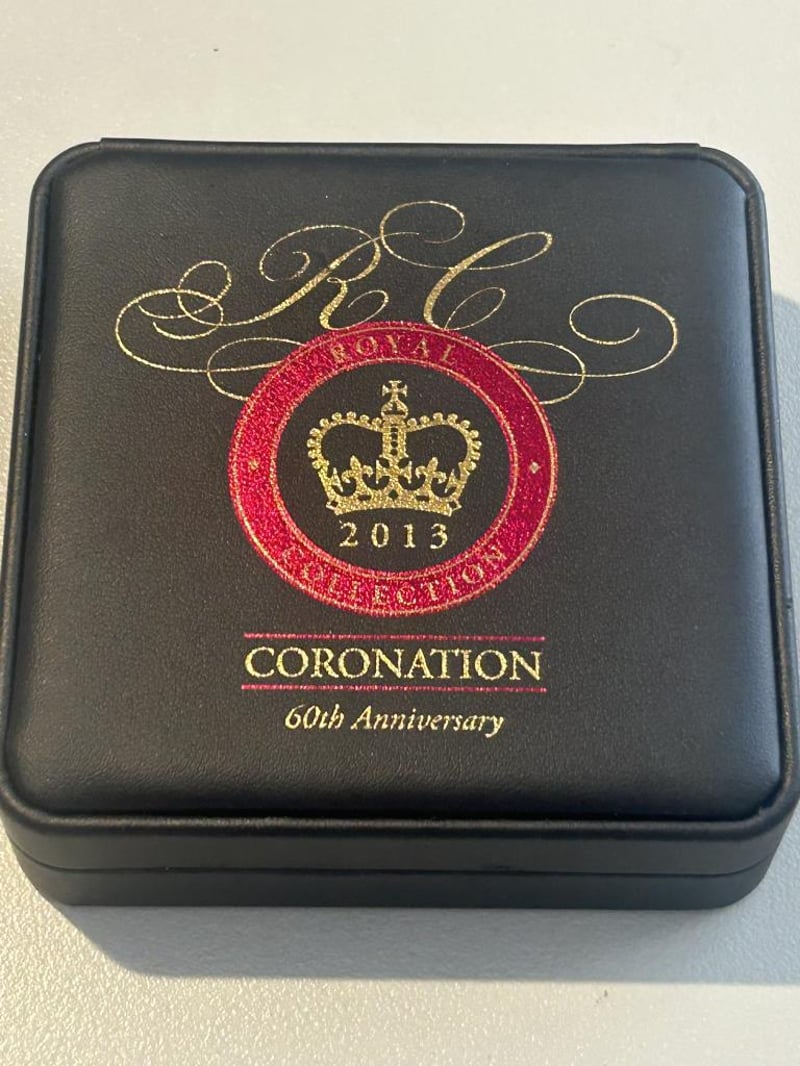 RC
ROYAL
2013
COLLECTION
CORONATION
60th Anniversary